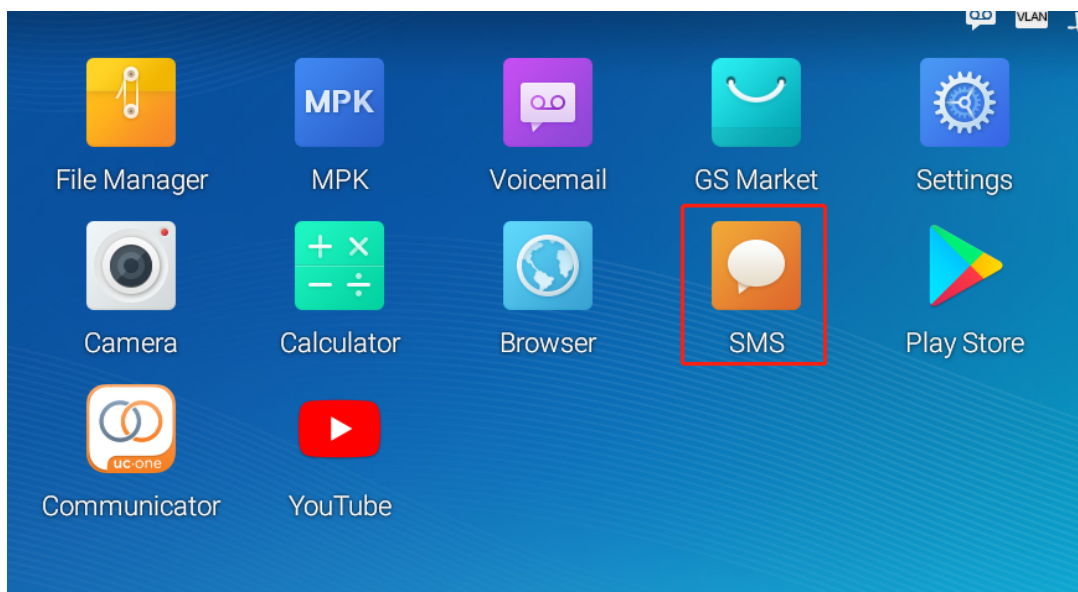 VLAN
MPK
File Manager
MPK
Voicemail
GS Market
Settings
Camera
Calculator
Browser
SMS
Play Store
uc-one
Communicator
YouTube